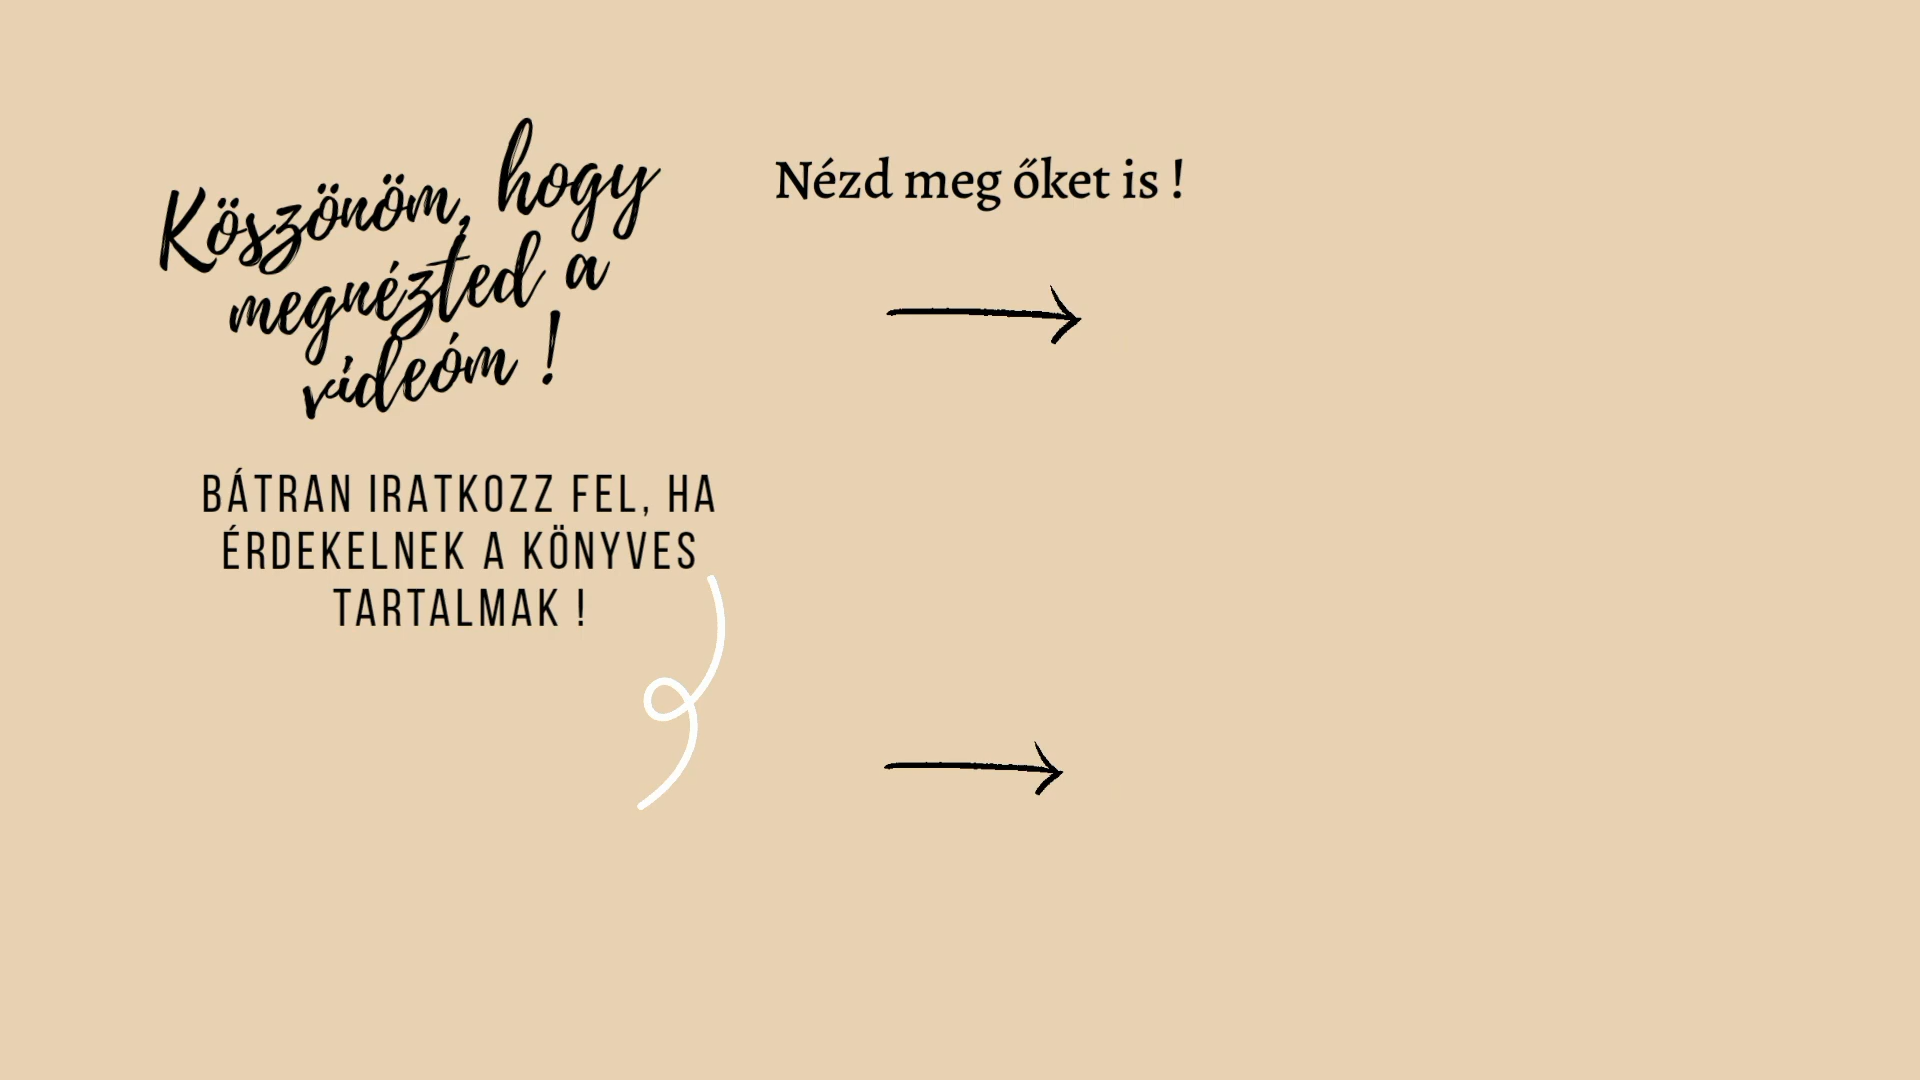 Köszönöm, hogy
megnézted a
videóm !
BÁTRAN IRATKOZZ FEL, HA
ÉRDEKELNEK A KÖNYVES
TARTALMAK !
Nézd meg őket is !